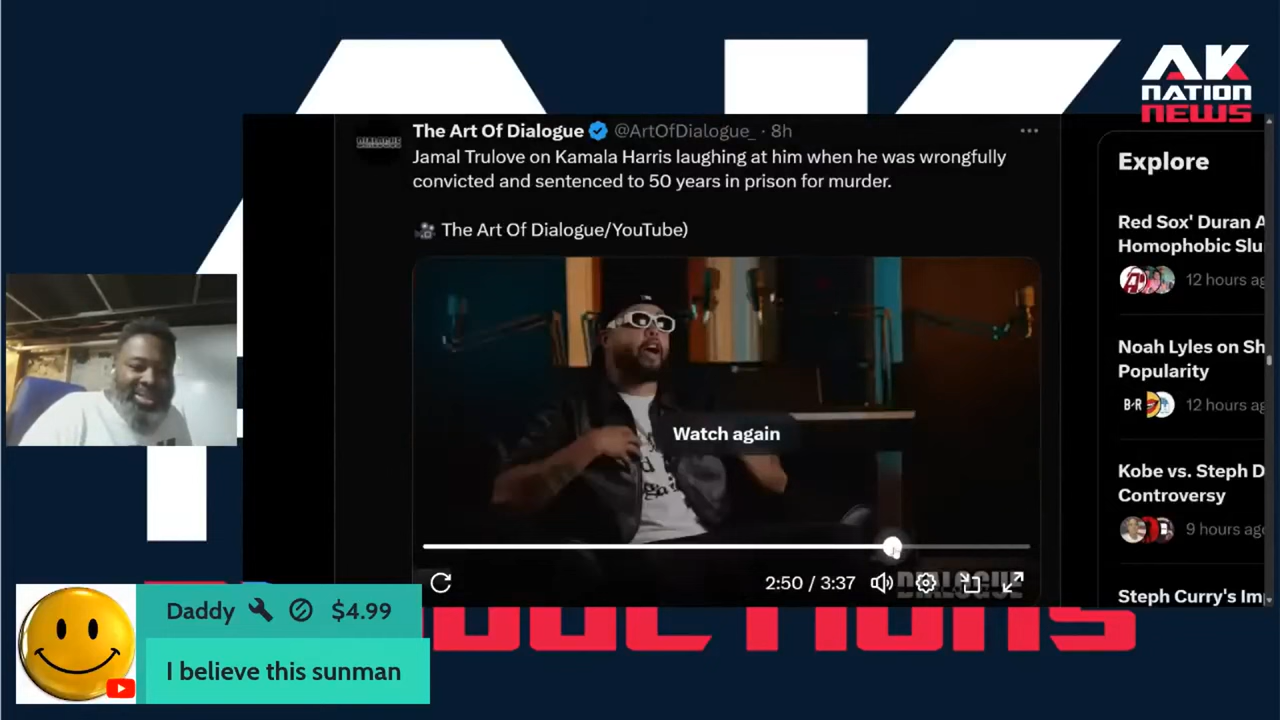 AK
NATION
NEWS
The Art Of Dialogue @ArtOfDialogue_ · 8h
Jamal Trulove on Kamala Harris laughing at him when he was wrongfully
convicted and sentenced to 50 years in prison for murder.
The Art Of Dialogue/YouTube)
Watch again
2:50 / 3:37
DIALOGUE
Explore
Red Sox' Duran A
Homophobic Slu
12 hours ag
Noah Lyles on Sh
Popularity
B/R
12 hours ag
Kobe vs. Steph D
Controversy
9 hours ago
Steph Curry's Im
Daddy $4.99
I believe this sunman